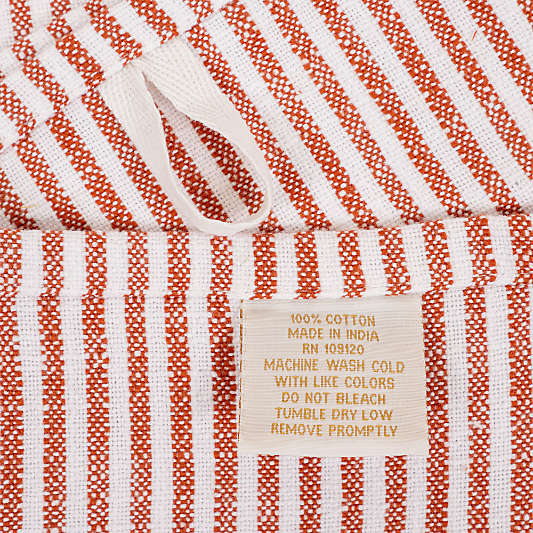 100% COTTON
MADE IN INDIA
RN 109120
MACHINE WASH COLD
WITH LIKE COLORS
DO NOT BLEACH
TUMBLE DRY LOW
REMOVE PROMPTLY